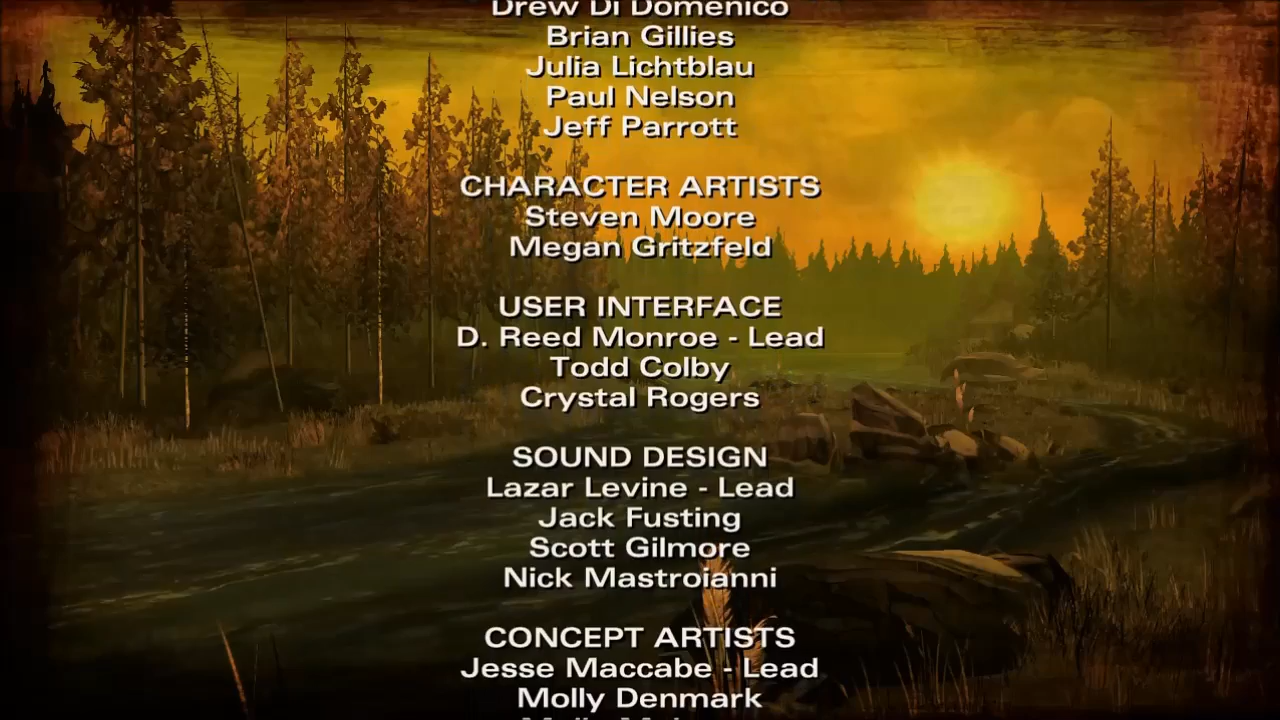 Drew Di Domenico
Brian Gillies
Julia Lichtblau
Paul Nelson
Jeff Parrott
CHARACTER ARTISTS
Steven Moore
Megan Gritzfeld
USER INTERFACE
D. Reed Monroe - Lead
Todd Colby
Crystal Rogers
SOUND DESIGN
Lazar Levine - Lead
Jack Fusting
Scott Gilmore
Nick Mastroianni
CONCEPT ARTISTS
Jesse Maccabe - Lead
Molly Denmark